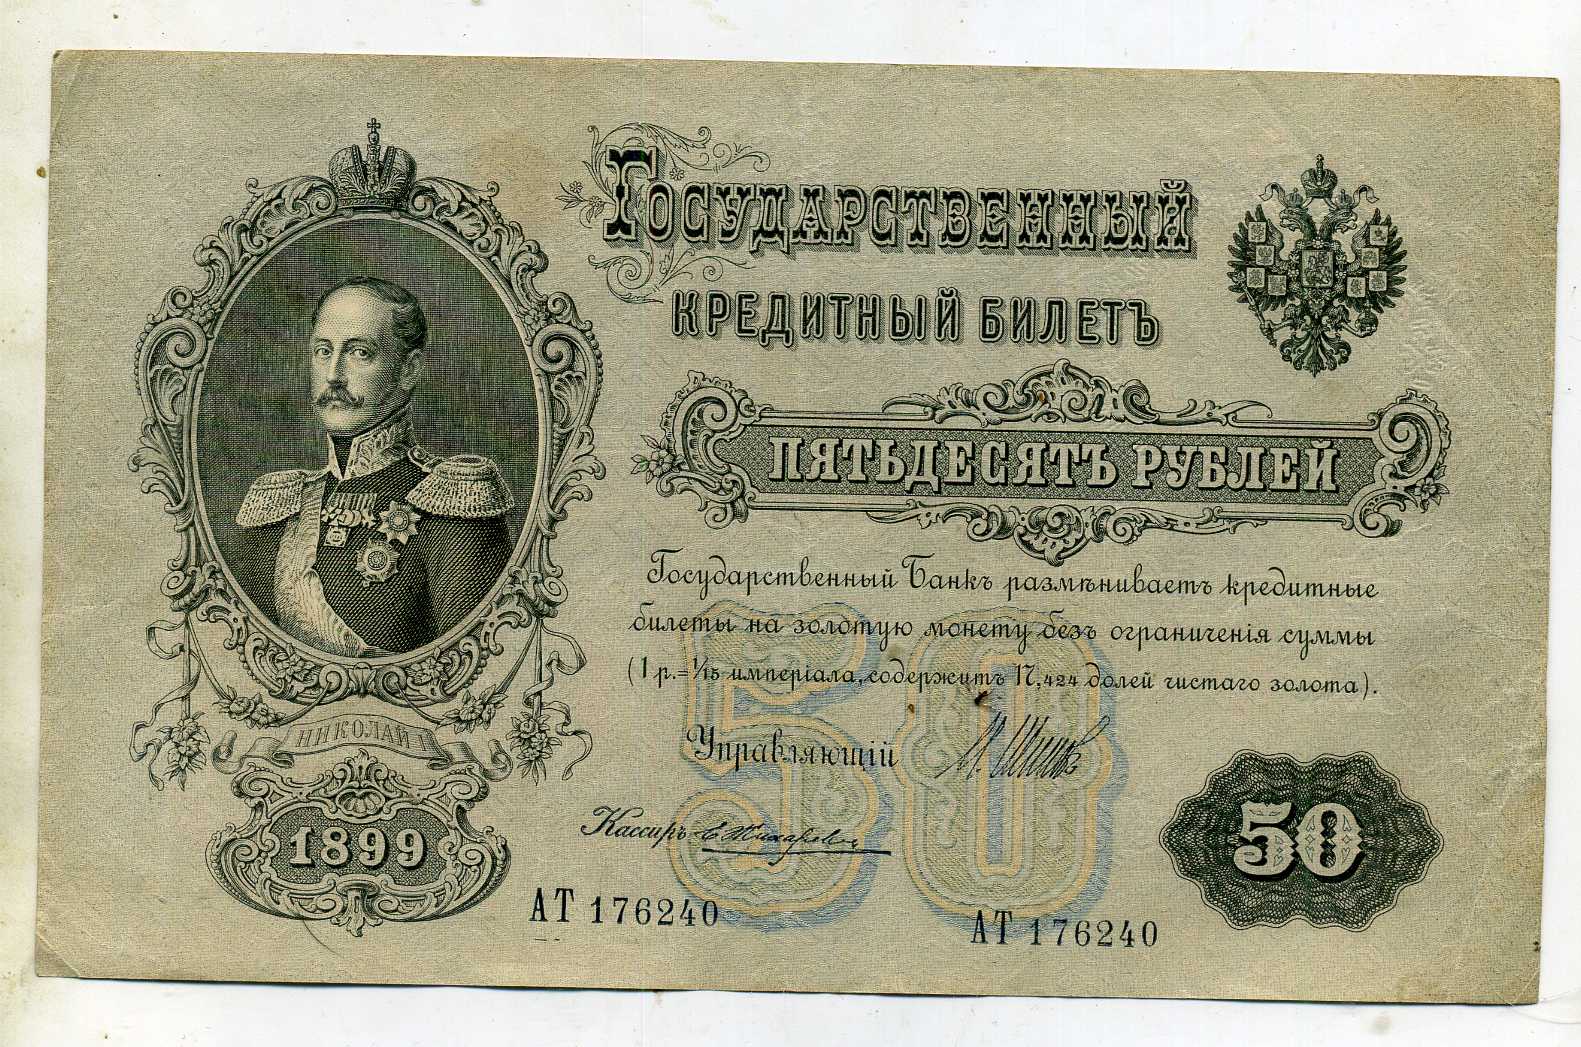 Государственный
КРЕДИТНЫЙ БИЛЕТЪ
ПЯТЬДЕСЯТЪ РУБЛЕЙ
Государственный Банкъ размѣниваетъ кредитные
билеты на золотую монету безъ ограниченія суммы
(1 р.=1/15 имперіала, содержитъ 17,424 долей чистаго золота).
Управляющій
Кассиръ
НИКОЛАЙ I
1899
50
50
АТ 176240
АТ 176240